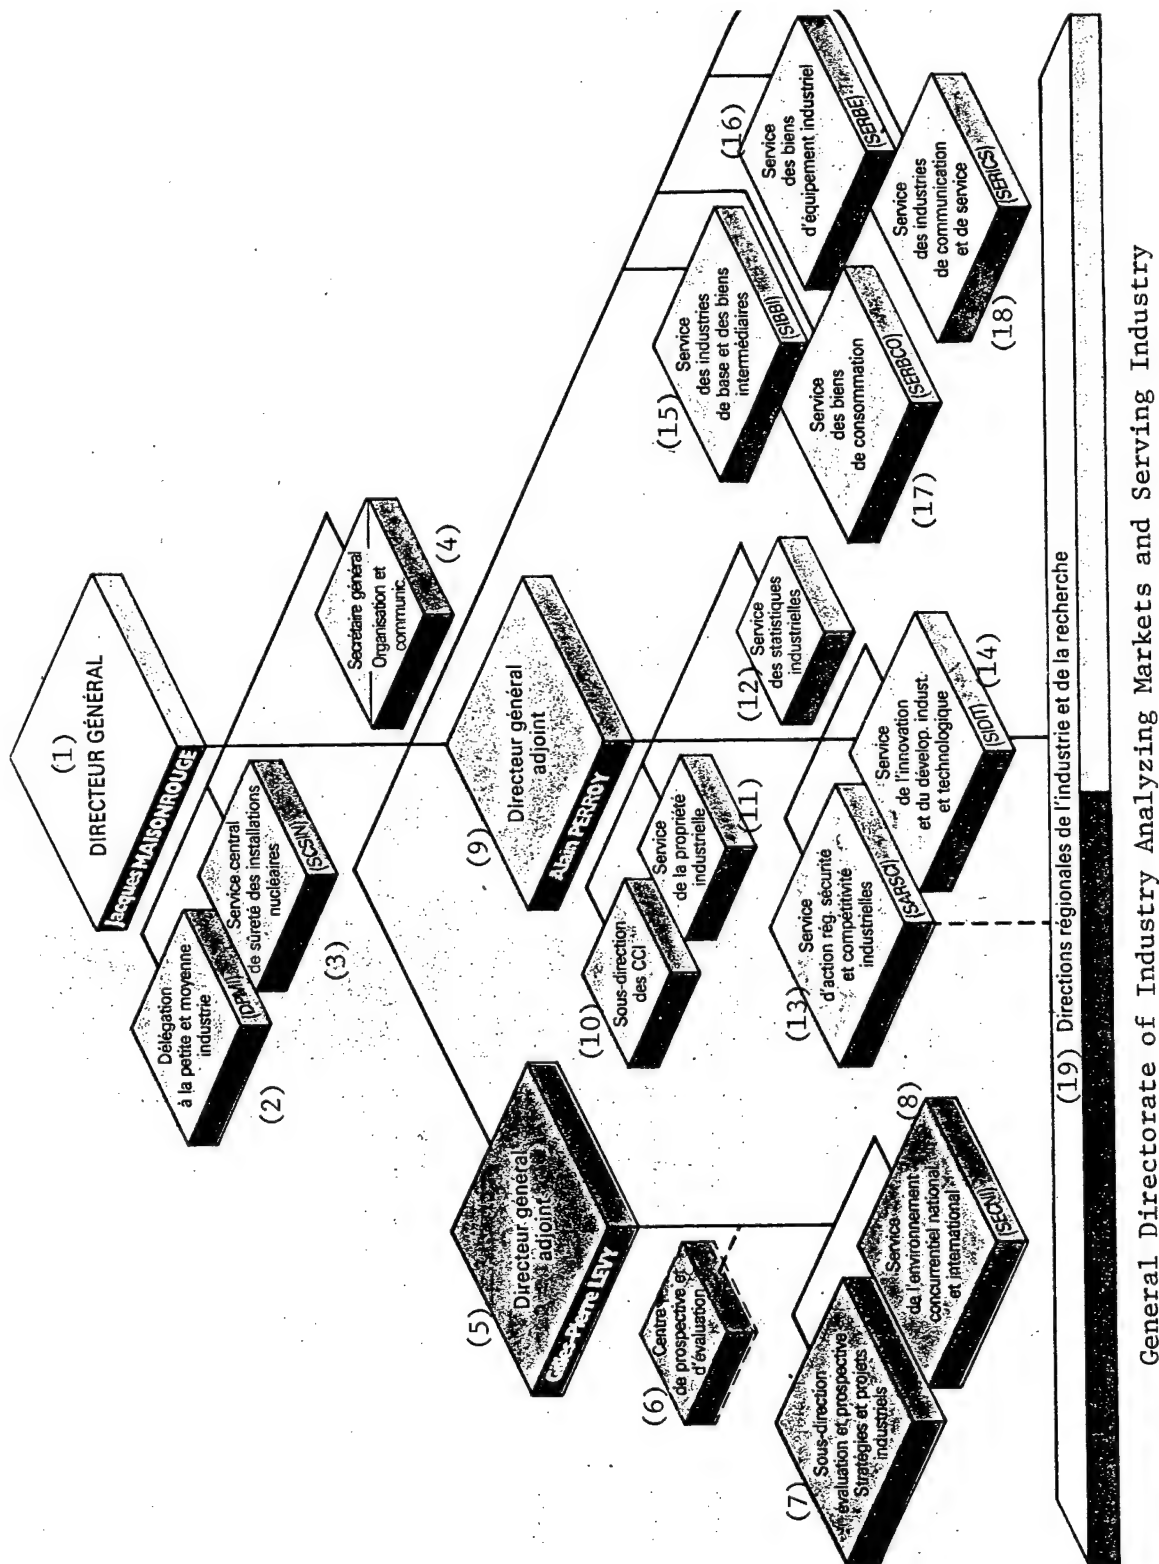 (1)
DIRECTEUR GÉNÉRAL
Jacques MAISONROUGE
Délégation
à la petite et moyenne
industrie
(DPMI)
(2)
Service central
de sûreté des installations
nucléaires
(SCSIN)
(3)
Secrétaire général
Organisation et
communic.
(4)
(5)
Directeur général
adjoint
Gilles-Pierre LEVY
(6)
Centre
de prospective et
d'évaluation
(7)
Sous-direction
évaluation et prospective
Stratégies et projets
industriels
(8)
Service
de l'environnement
concurrentiel national
et international
(SECNI)
(9)
Directeur général
adjoint
Alain PERROY
(10)
Sous-direction
des CCI
Service
de la propriété
industrielle
(11)
(12)
Service
des statistiques
industrielles
(13)
Service
d'action rég. sécurité
et compétitivité
industrielles
(SARSCI)
Service
de l'innovation
et du dévelop. indust.
et technologique
(SIDIT)
(14)
(15)
Service
des industries
de base et des biens
intermédiaires
(SIBBI)
(16)
Service
des biens
d'équipement industriel
(SERBE)
Service
des biens
de consommation
(SERBCO)
(17)
Service
des industries
de communication
et de service
(SERICS)
(18)
(19) Directions régionales de l'industrie et de la recherche
General Directorate of Industry Analyzing Markets and Serving Industry